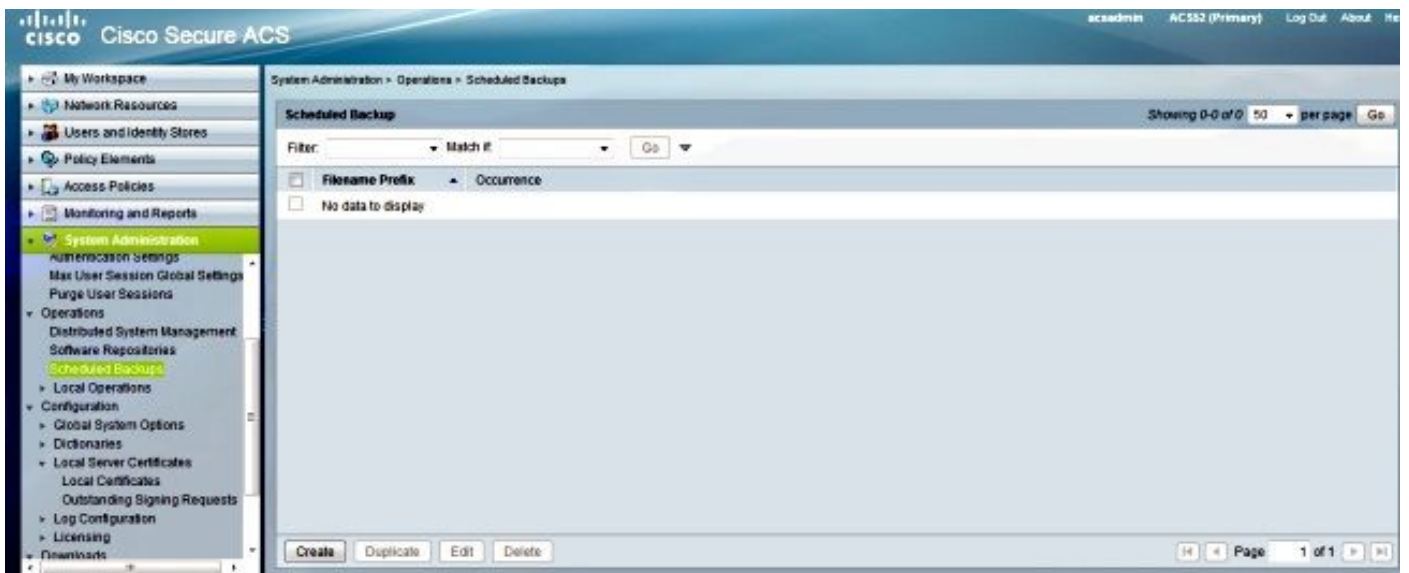 CISCO Cisco Secure ACS
acsadmin ACS52 (Primary) Log Out About He
My Workspace
Network Resources
Users and Identity Stores
Policy Elements
Access Policies
Monitoring and Reports
System Administration
Authentication Settings
Max User Session Global Settings
Purge User Sessions
Operations
Distributed System Management
Software Repositories
Scheduled Backups
Local Operations
Configuration
Global System Options
Dictionaries
Local Server Certificates
Local Certificates
Outstanding Signing Requests
Log Configuration
Licensing
Downloads
System Administration > Operations > Scheduled Backups
Scheduled Backup
Showing 0-0 of 0 50 per page Go
Filter: Match if: Go
Filename Prefix Occurrence
No data to display
Create Duplicate Edit Delete
Page 1 of 1